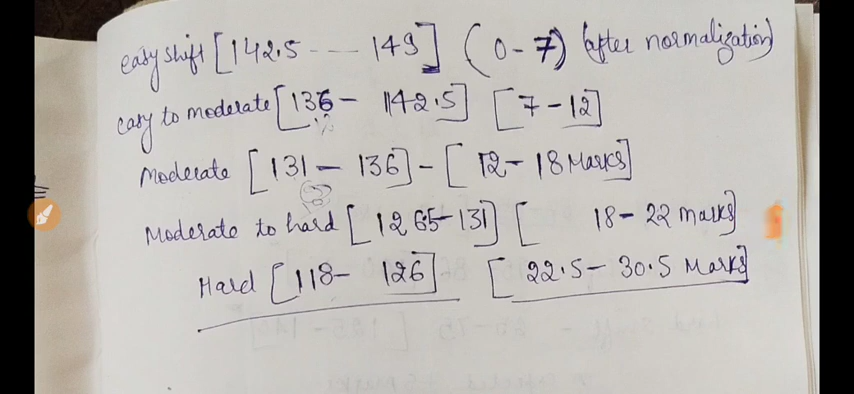 easy shift [142.5 --- 149] (0-7) (after normalization)
easy to moderate [136 - 142.5] [7-12]
Moderate [131 - 136] - [12-18 Marks]
Moderate to hard [126.5-131] [ 18-22 marks]
Hard [118- 126] [22.5-30.5 Marks]